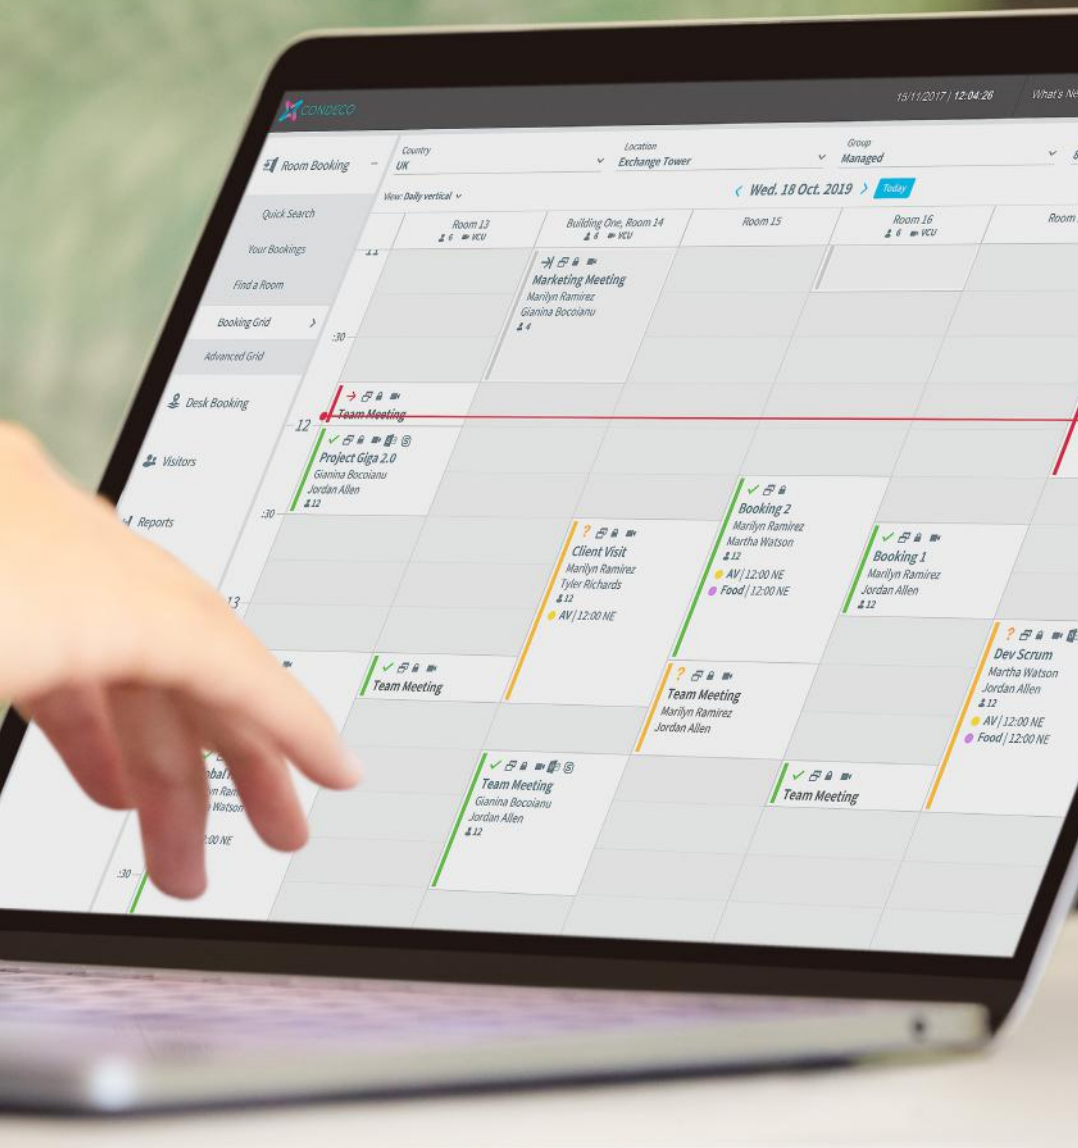 CONDECO
15/11/2017 | 12:04:26
What's Ne
Room Booking
Country
UK
Location
Exchange Tower
Group
Managed
View: Daily vertical
Wed. 18 Oct. 2019
Today
Quick Search
Your Bookings
Find a Room
Booking Grid
Advanced Grid
Desk Booking
Visitors
Reports
Room 13
6 VCU
Building One, Room 14
6 VCU
Room 15
Room 16
6 VCU
Room
11
:30
12
:30
13
:30
Marketing Meeting
Marilyn Ramirez
Gianina Bocoianu
4
Team Meeting
Project Giga 2.0
Gianina Bocoianu
Jordan Allen
12
Client Visit
Marilyn Ramirez
Tyler Richards
12
AV | 12:00 NE
Booking 2
Marilyn Ramirez
Martha Watson
12
AV | 12:00 NE
Food | 12:00 NE
Booking 1
Marilyn Ramirez
Jordan Allen
12
Dev Scrum
Martha Watson
Jordan Allen
12
AV | 12:00 NE
Food | 12:00 NE
Team Meeting
Team Meeting
Marilyn Ramirez
Jordan Allen
Team Meeting
Gianina Bocoianu
Jordan Allen
12
Team Meeting
Watson
:00 NE